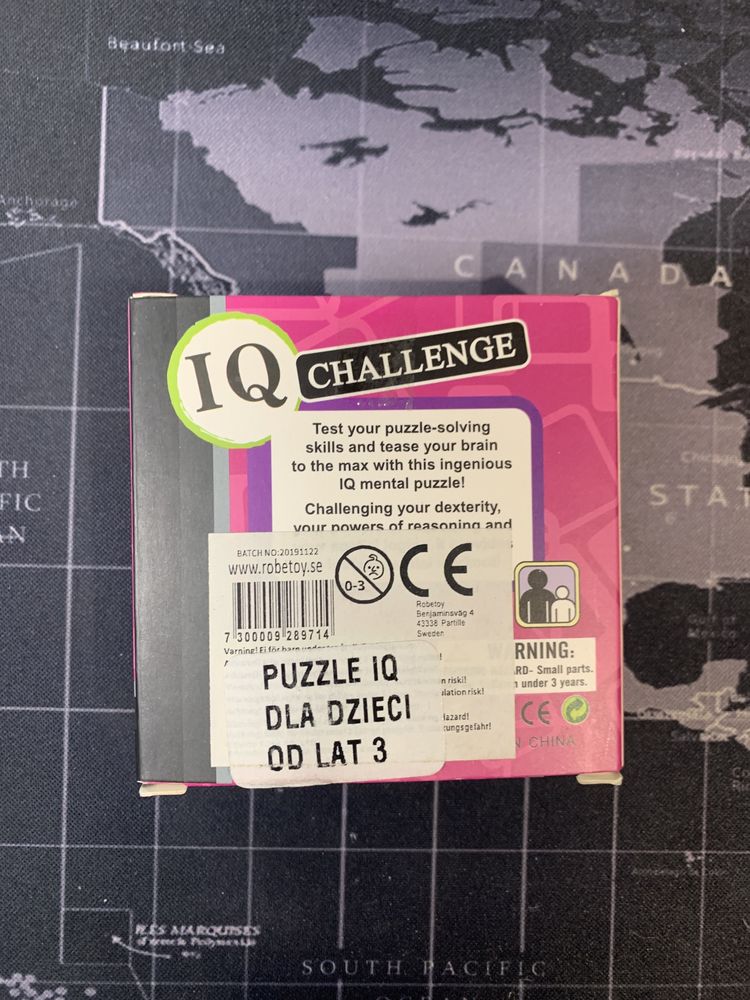 Beaufort Sea
Anchorage
CANADA
IQ CHALLENGE
Test your puzzle-solving
skills and tease your brain
to the max with this ingenious
IQ mental puzzle!
Challenging your dexterity,
your powers of reasoning and
BATCH NO:20191122
www.robetoy.se
0-3
CE
Robetoy
Benjaminsväg 4
43338 Partille
Sweden
7 300009 289714
PUZZLE IQ
DLA DZIECI
OD LAT 3
WARNING:
ARD- Small parts.
under 3 years.
CE
CHINA
STAT
ILES MARQUISES
SOUTH PACIFIC